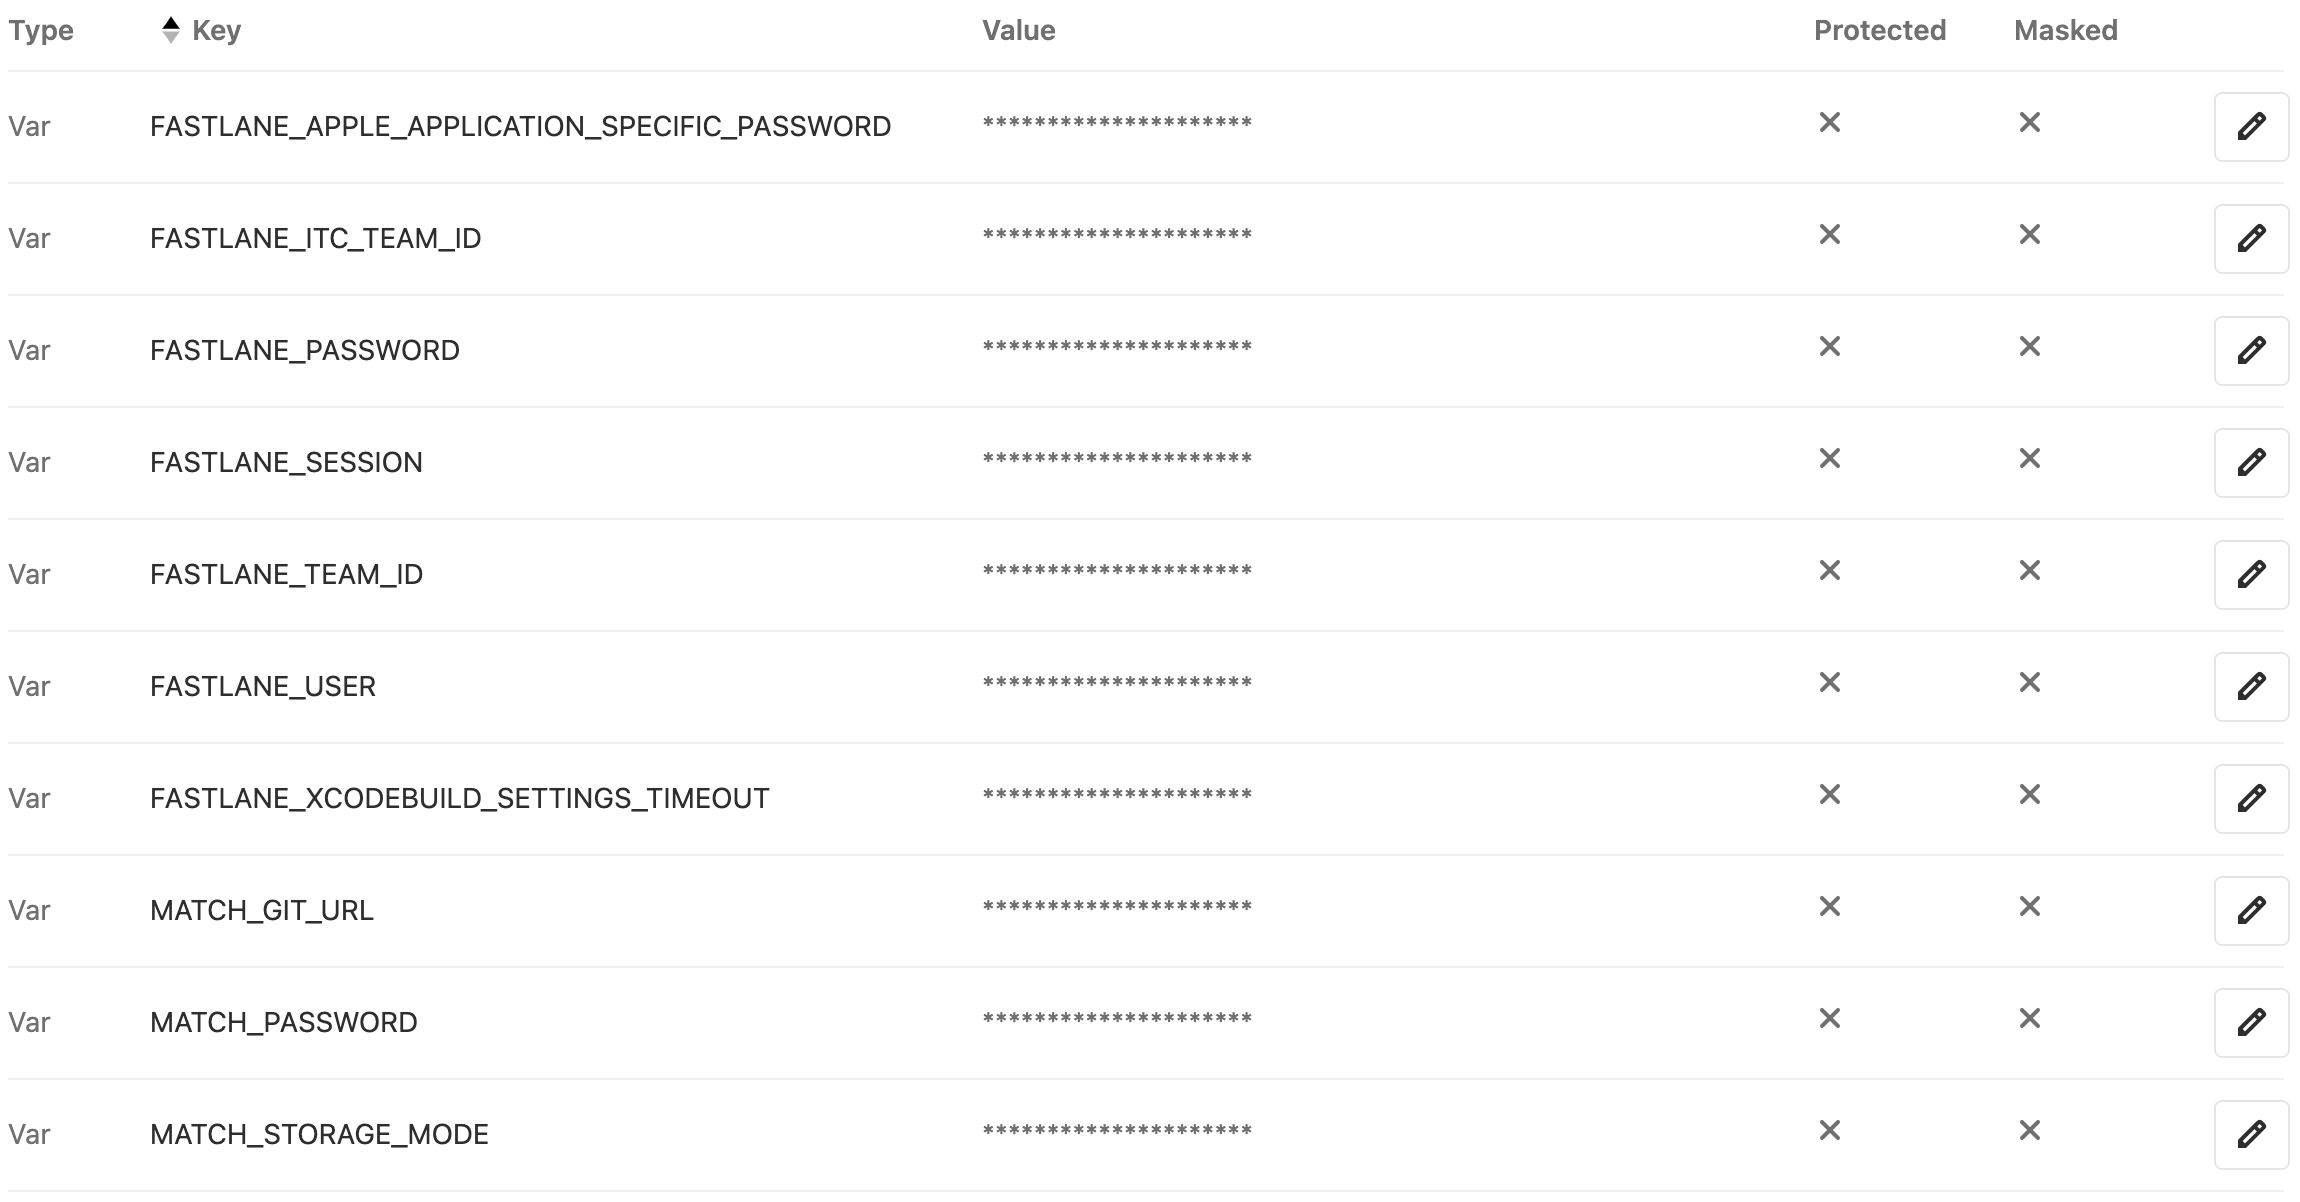 Type Key Value Protected Masked
Var FASTLANE_APPLE_APPLICATION_SPECIFIC_PASSWORD *********************
Var FASTLANE_ITC_TEAM_ID *********************
Var FASTLANE_PASSWORD *********************
Var FASTLANE_SESSION *********************
Var FASTLANE_TEAM_ID *********************
Var FASTLANE_USER *********************
Var FASTLANE_XCODEBUILD_SETTINGS_TIMEOUT *********************
Var MATCH_GIT_URL *********************
Var MATCH_PASSWORD *********************
Var MATCH_STORAGE_MODE *********************